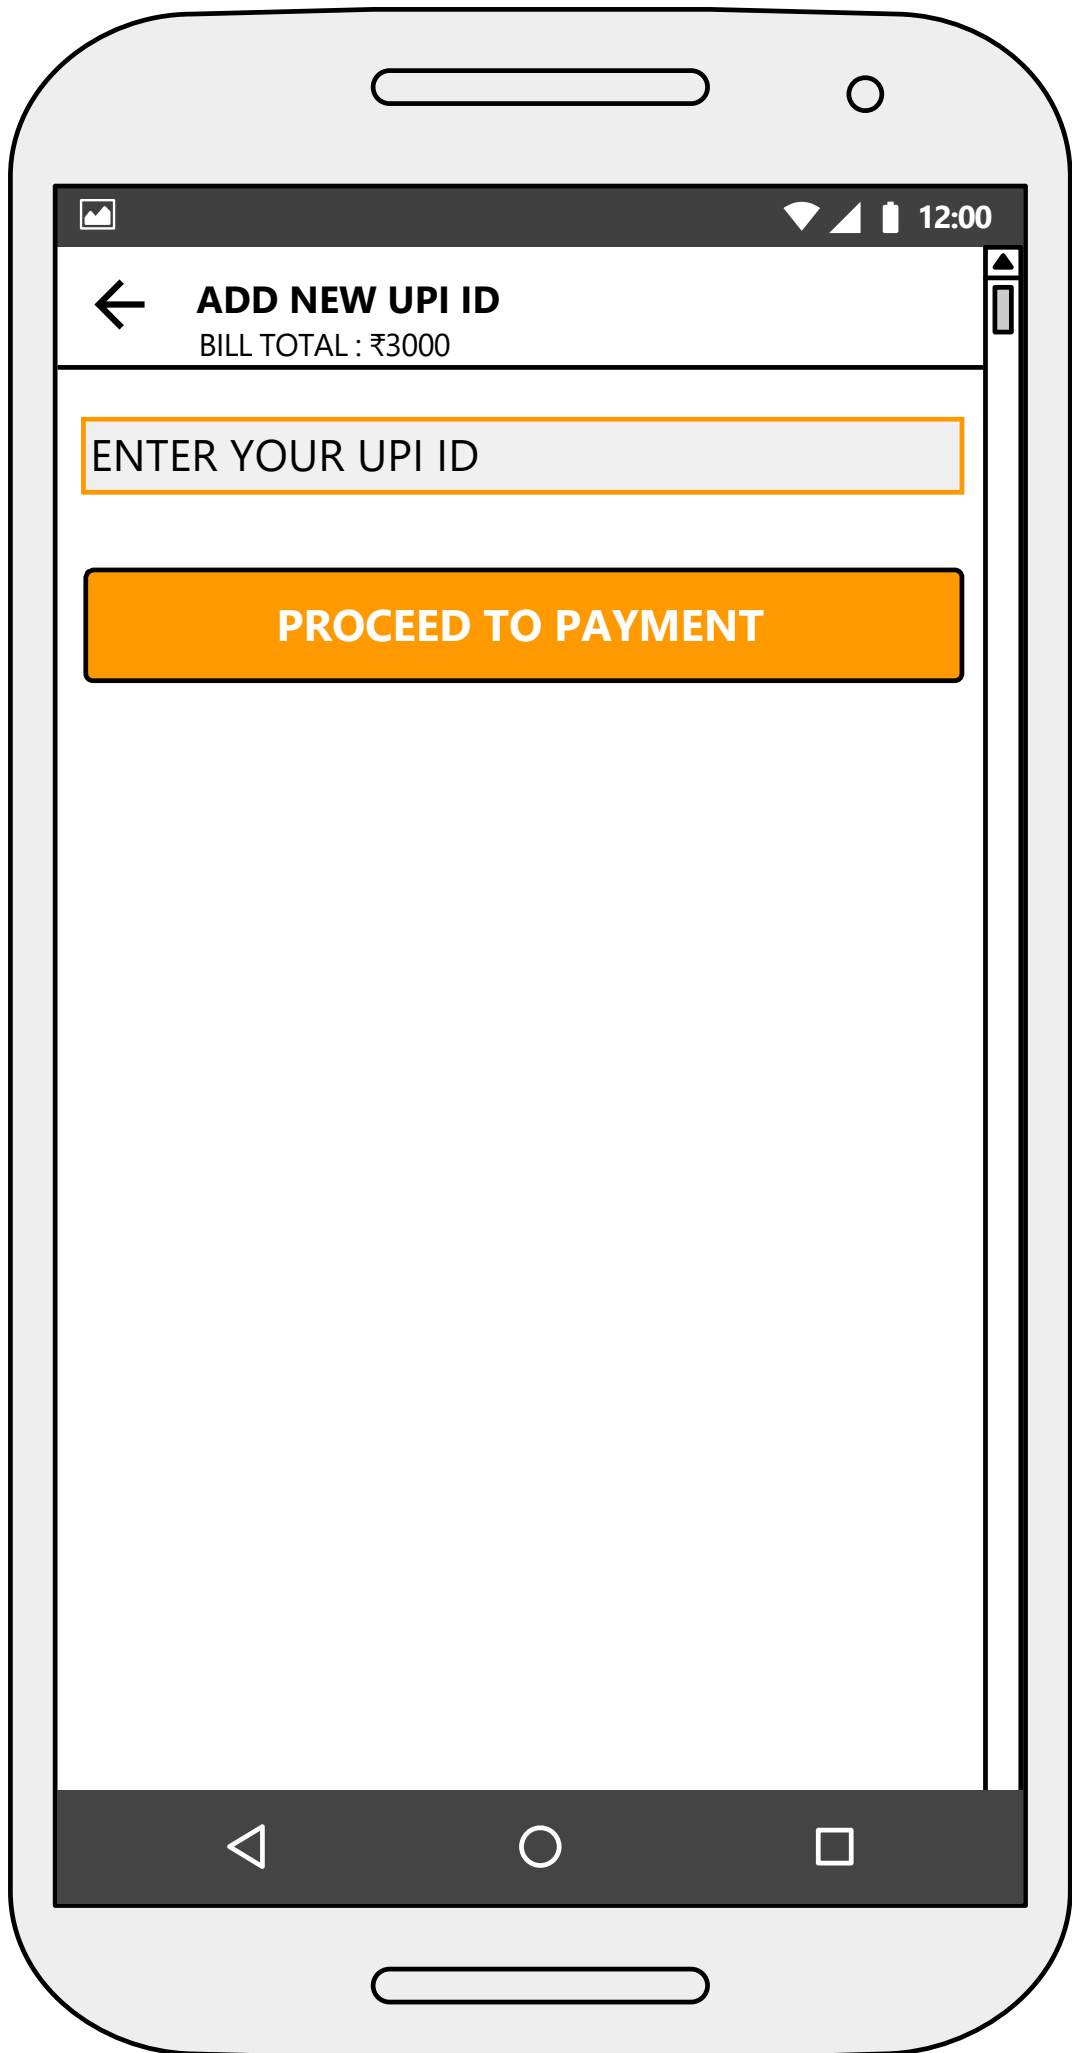 12:00
ADD NEW UPI ID
BILL TOTAL : ₹3000
ENTER YOUR UPI ID
PROCEED TO PAYMENT